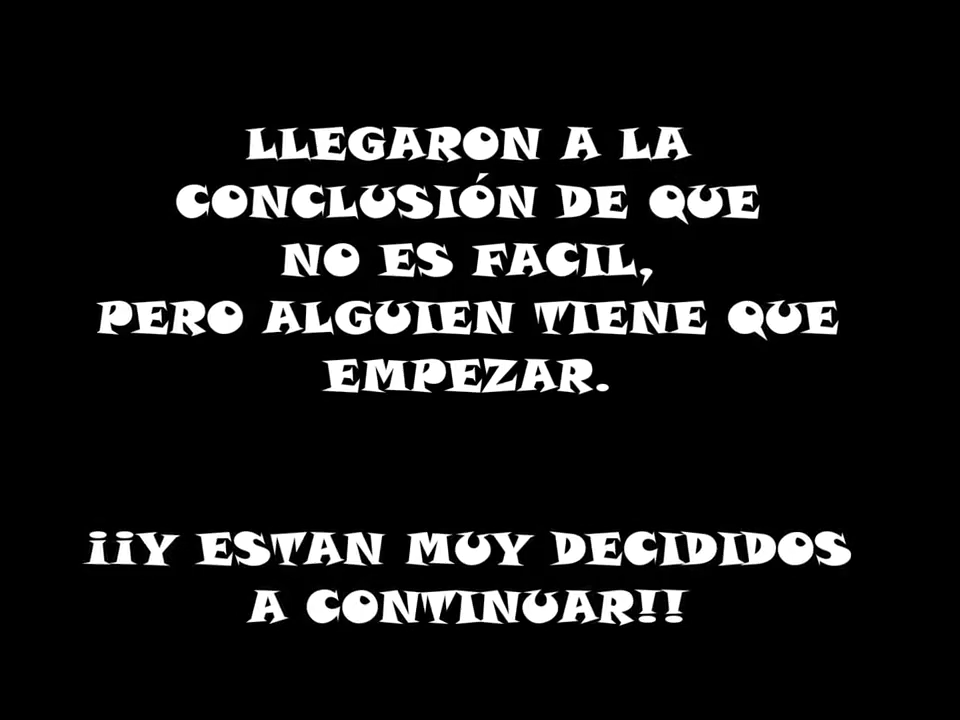 LLEGARON A LA
CONCLUSIÓN DE QUE
NO ES FACIL,
PERO ALGUIEN TIENE QUE
EMPEZAR.
¡¡Y ESTAN MUY DECIDIDOS
A CONTINUAR!!